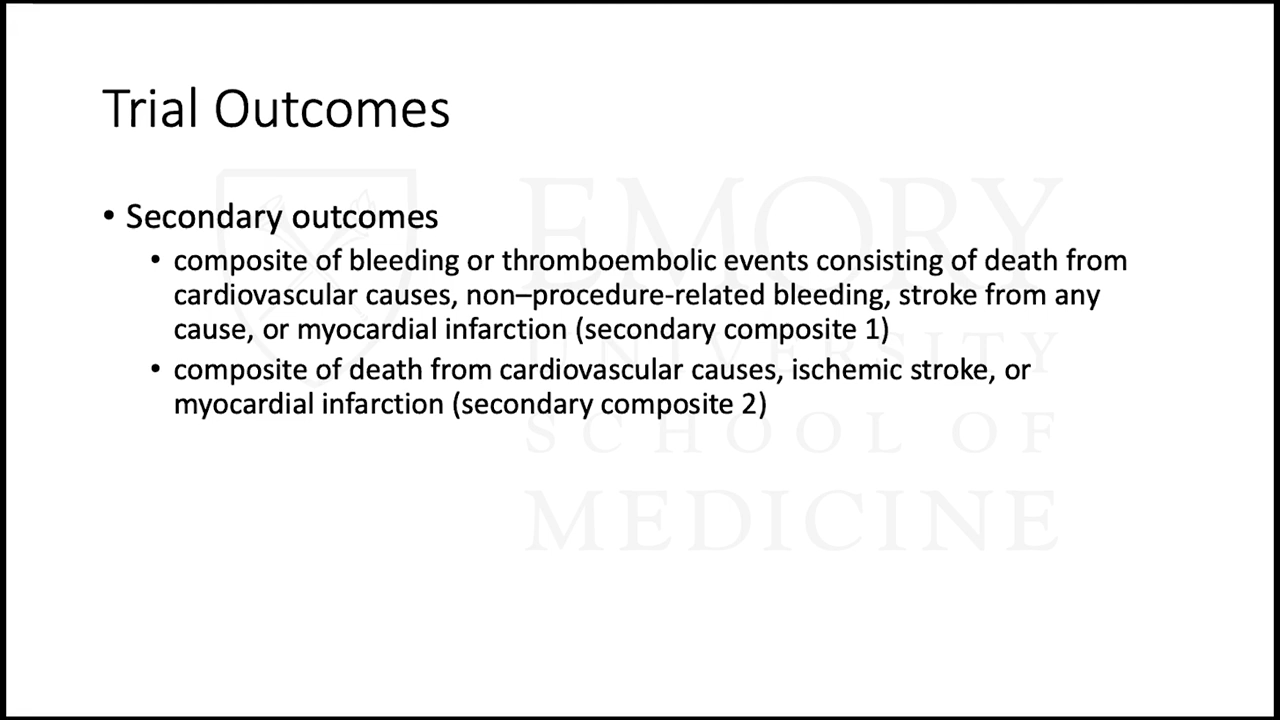 Trial Outcomes
• Secondary outcomes
• composite of bleeding or thromboembolic events consisting of death from
cardiovascular causes, non–procedure-related bleeding, stroke from any
cause, or myocardial infarction (secondary composite 1)
• composite of death from cardiovascular causes, ischemic stroke, or
myocardial infarction (secondary composite 2)
EMORY
UNIVERSITY
SCHOOL OF
MEDICINE